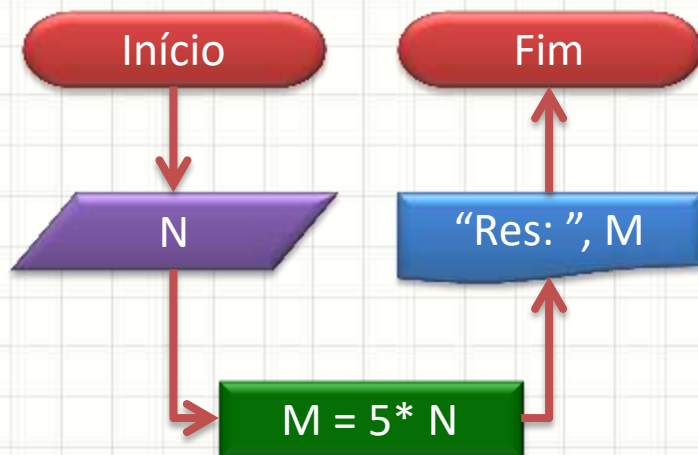 Início
N
M = 5* N
“Res: ”, M
Fim